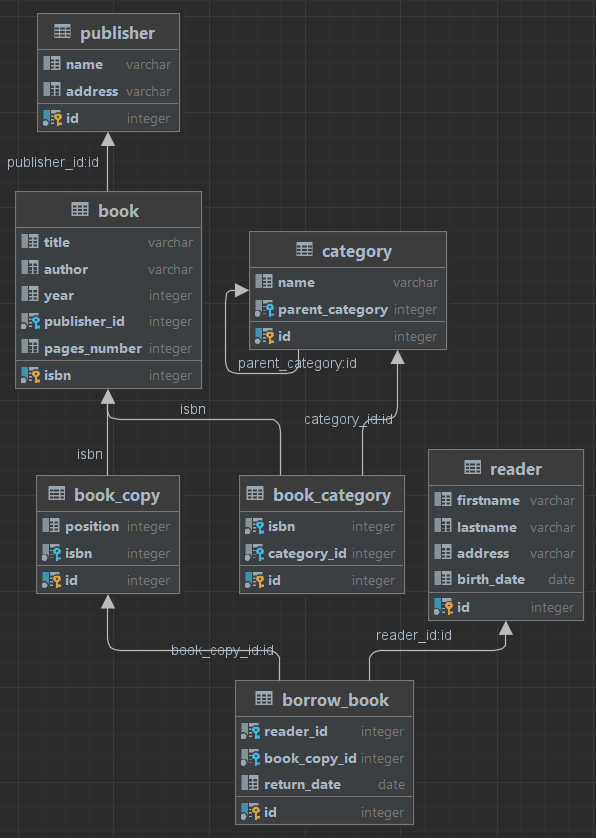 publisher
name varchar
address varchar
id integer
publisher_id:id
book
title varchar
author varchar
year integer
publisher_id integer
pages_number integer
isbn integer
category
name varchar
parent_category integer
id integer
parent_category:id
isbn
category_id:id
isbn
book_copy
position integer
isbn integer
id integer
book_category
isbn integer
category_id integer
id integer
reader
firstname varchar
lastname varchar
address varchar
birth_date date
id integer
book_copy_id:id
reader_id:id
borrow_book
reader_id integer
book_copy_id integer
return_date date
id integer